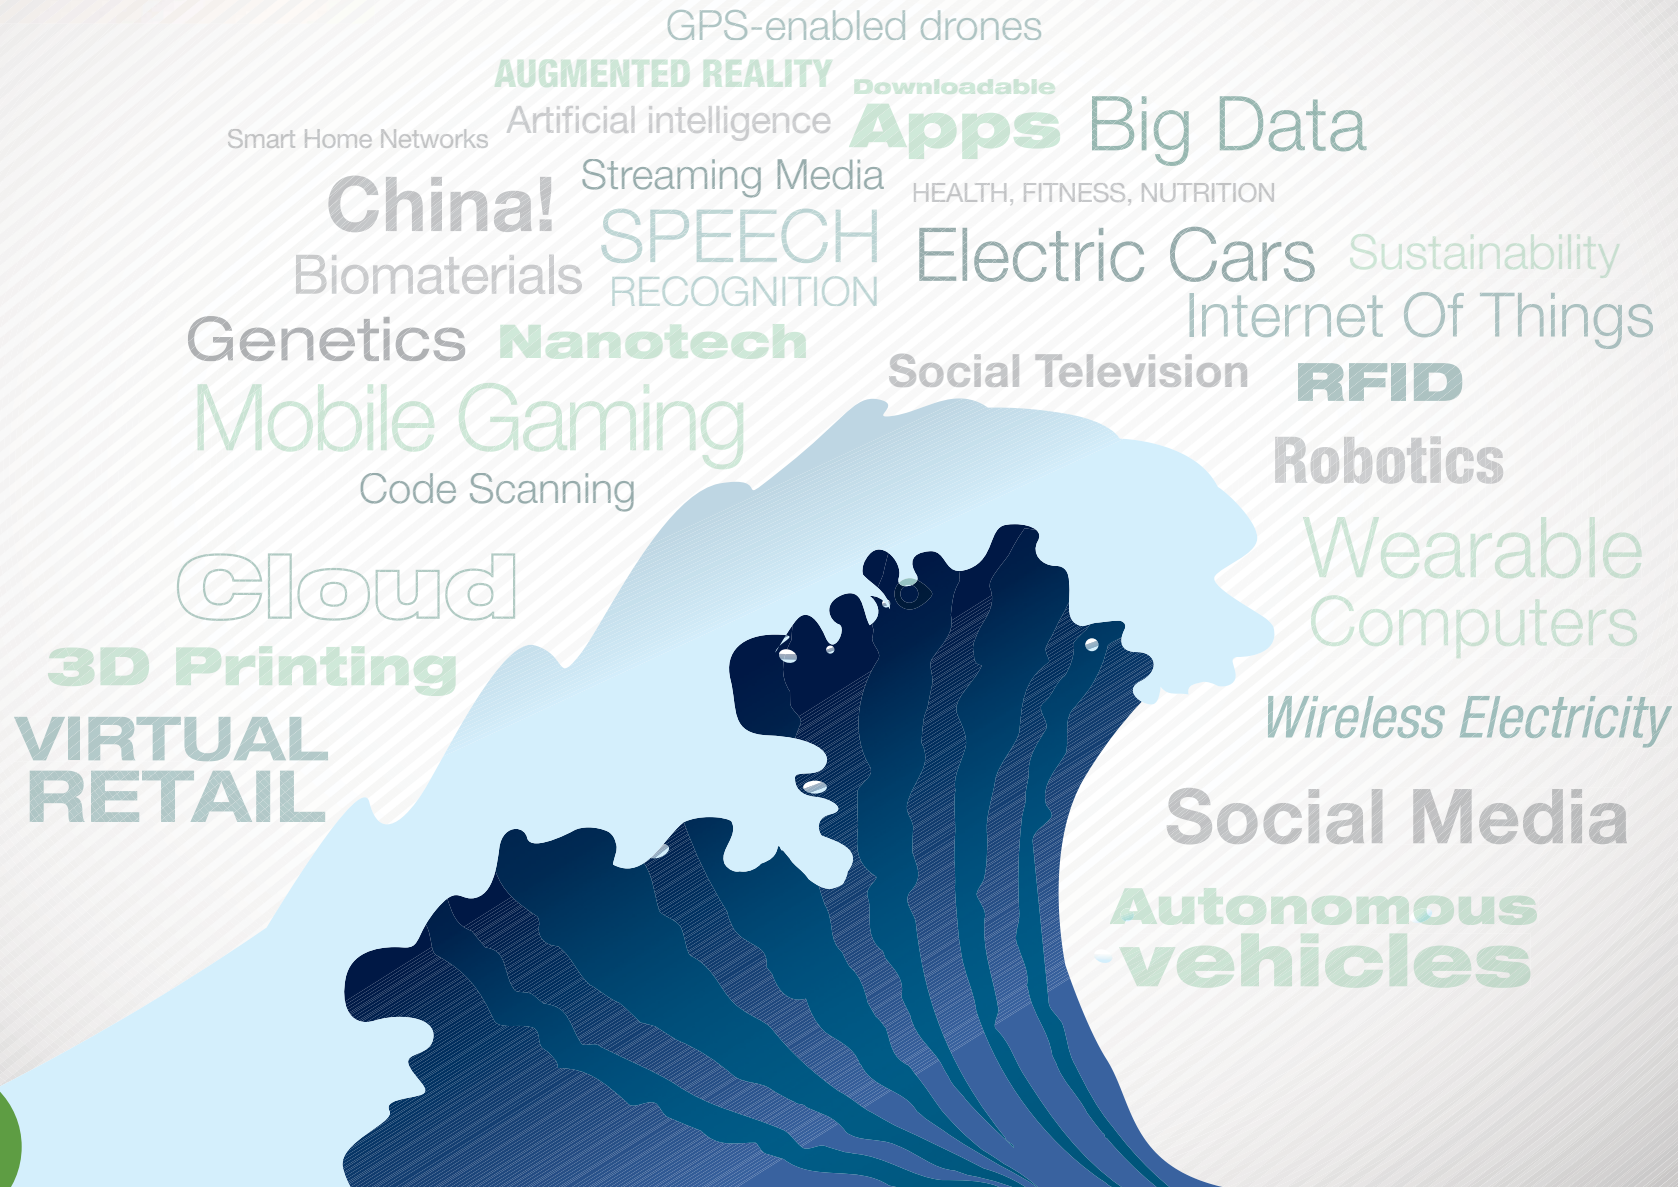 GPS-enabled drones
AUGMENTED REALITY
Downloadable
Apps
Big Data
Smart Home Networks
Artificial intelligence
Streaming Media
HEALTH, FITNESS, NUTRITION
China!
SPEECH
RECOGNITION
Electric Cars
Sustainability
Biomaterials
Internet Of Things
Genetics
Nanotech
Social Television
RFID
Mobile Gaming
Robotics
Code Scanning
Wearable
Computers
Cloud
3D Printing
VIRTUAL
RETAIL
Wireless Electricity
Social Media
Autonomous
vehicles